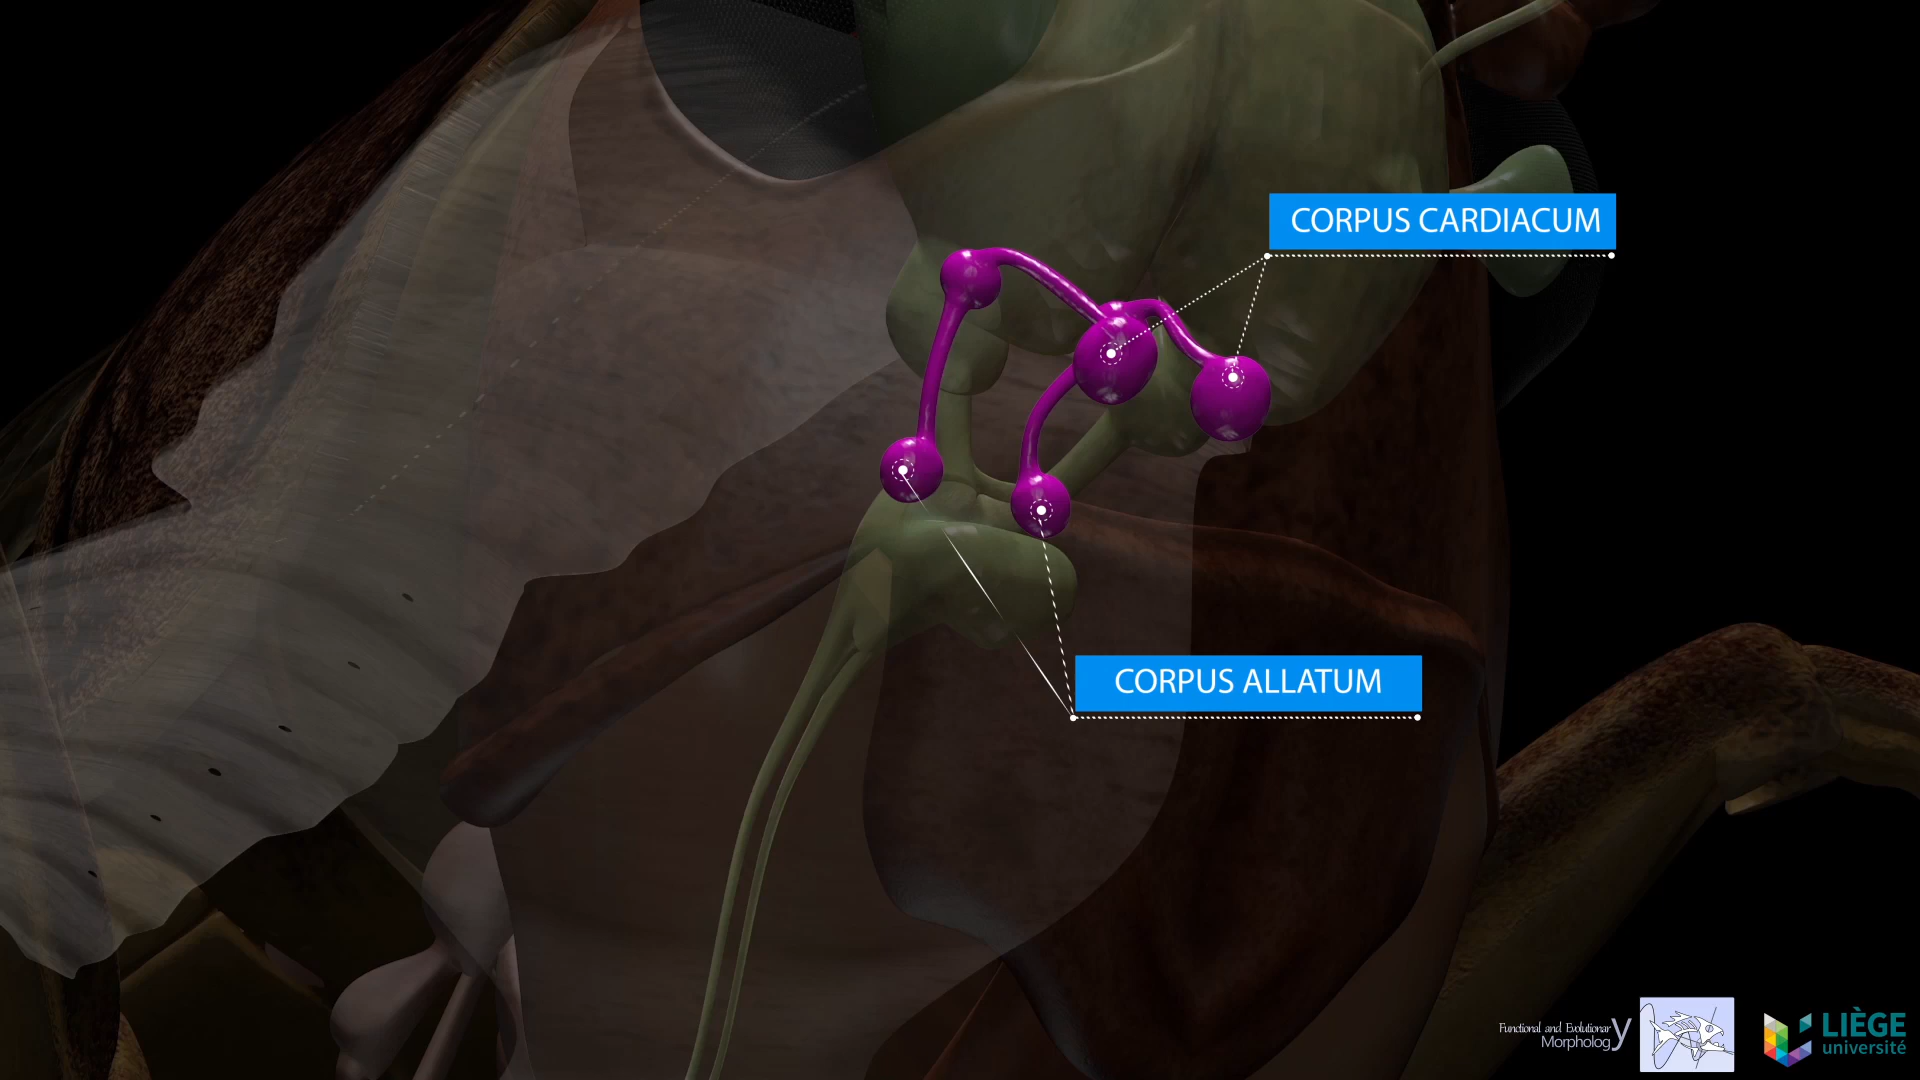 CORPUS CARDIACUM
CORPUS ALLATUM
Functional and Evolutionary
Morphology
LIÈGE
université